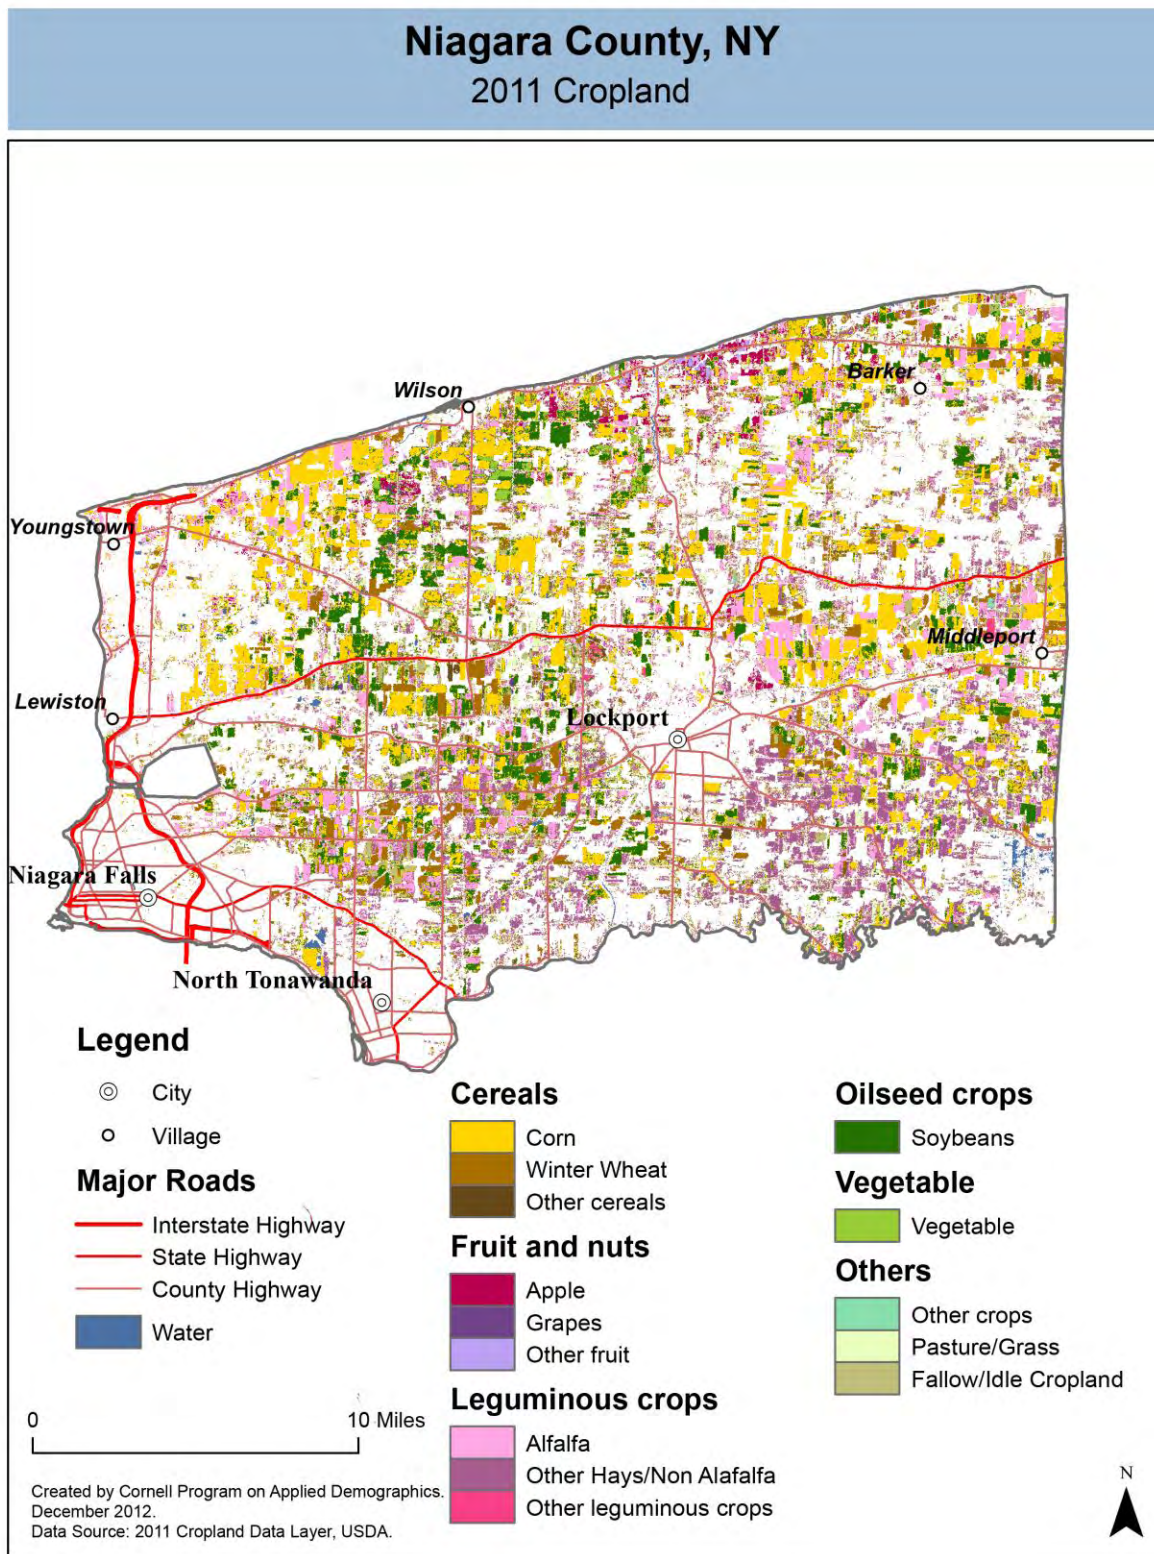 Niagara County, NY
2011 Cropland
Barker
Wilson
Youngstown
Middleport
Lewiston
Lockport
Niagara Falls
North Tonawanda
Legend
City
Village
Major Roads
Interstate Highway
State Highway
County Highway
Water
Cereals
Corn
Winter Wheat
Other cereals
Fruit and nuts
Apple
Grapes
Other fruit
Leguminous crops
Alfalfa
Other Hays/Non Alafalfa
Other leguminous crops
Oilseed crops
Soybeans
Vegetable
Vegetable
Others
Other crops
Pasture/Grass
Fallow/Idle Cropland
0 10 Miles
Created by Cornell Program on Applied Demographics.
December 2012.
Data Source: 2011 Cropland Data Layer, USDA.
N